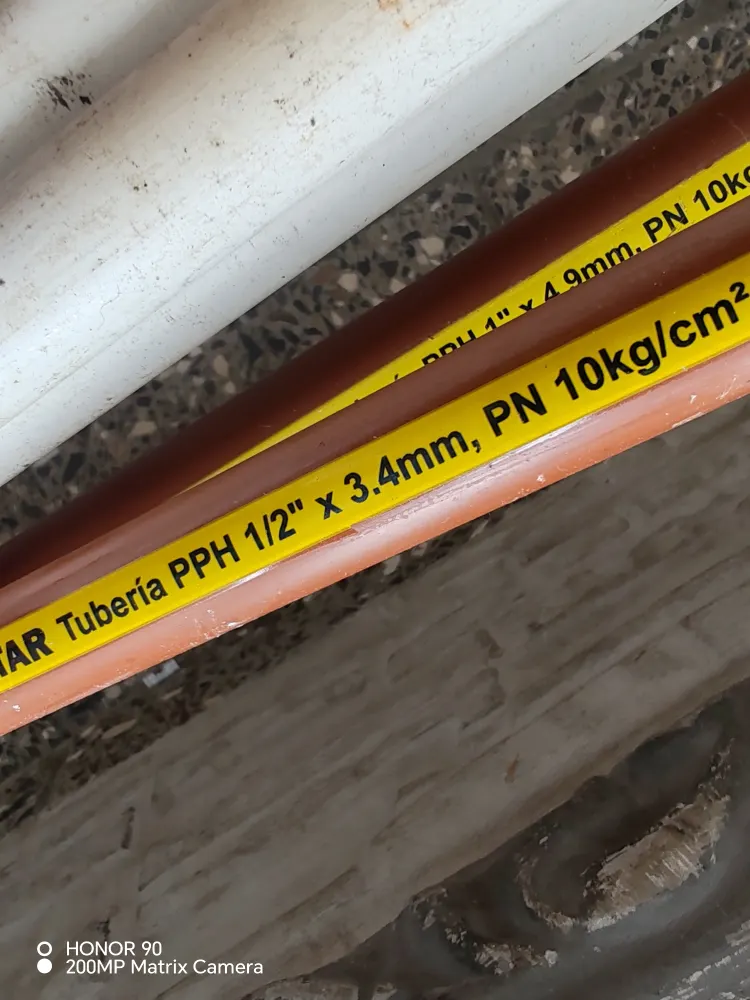 PPH 1" x 4.9mm, PN 10kg
TAR Tubería PPH 1/2" x 3.4mm, PN 10kg/cm²
HONOR 90
200MP Matrix Camera